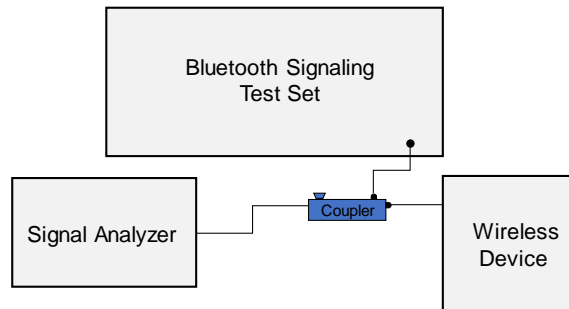 Bluetooth Signaling
Test Set
Coupler
Signal Analyzer
Wireless
Device